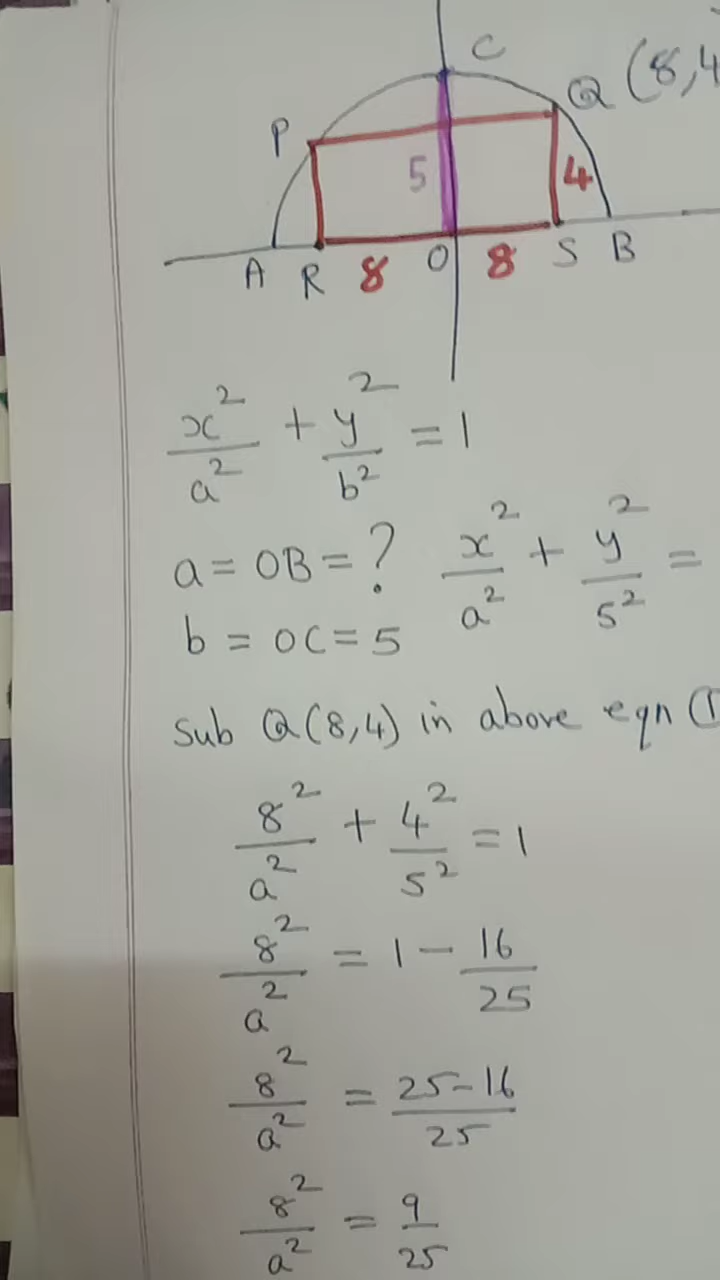 C
Q (8,4
P
5 4
A R 8 O 8 S B
x²/a² + y²/b² = 1
a = OB = ? x²/a² + y²/5² =
b = OC = 5
Sub Q(8,4) in above eqn (1
8²/a² + 4²/5² = 1
8²/a² = 1 - 16/25
8²/a² = 25-16/25
8²/a² = 9/25